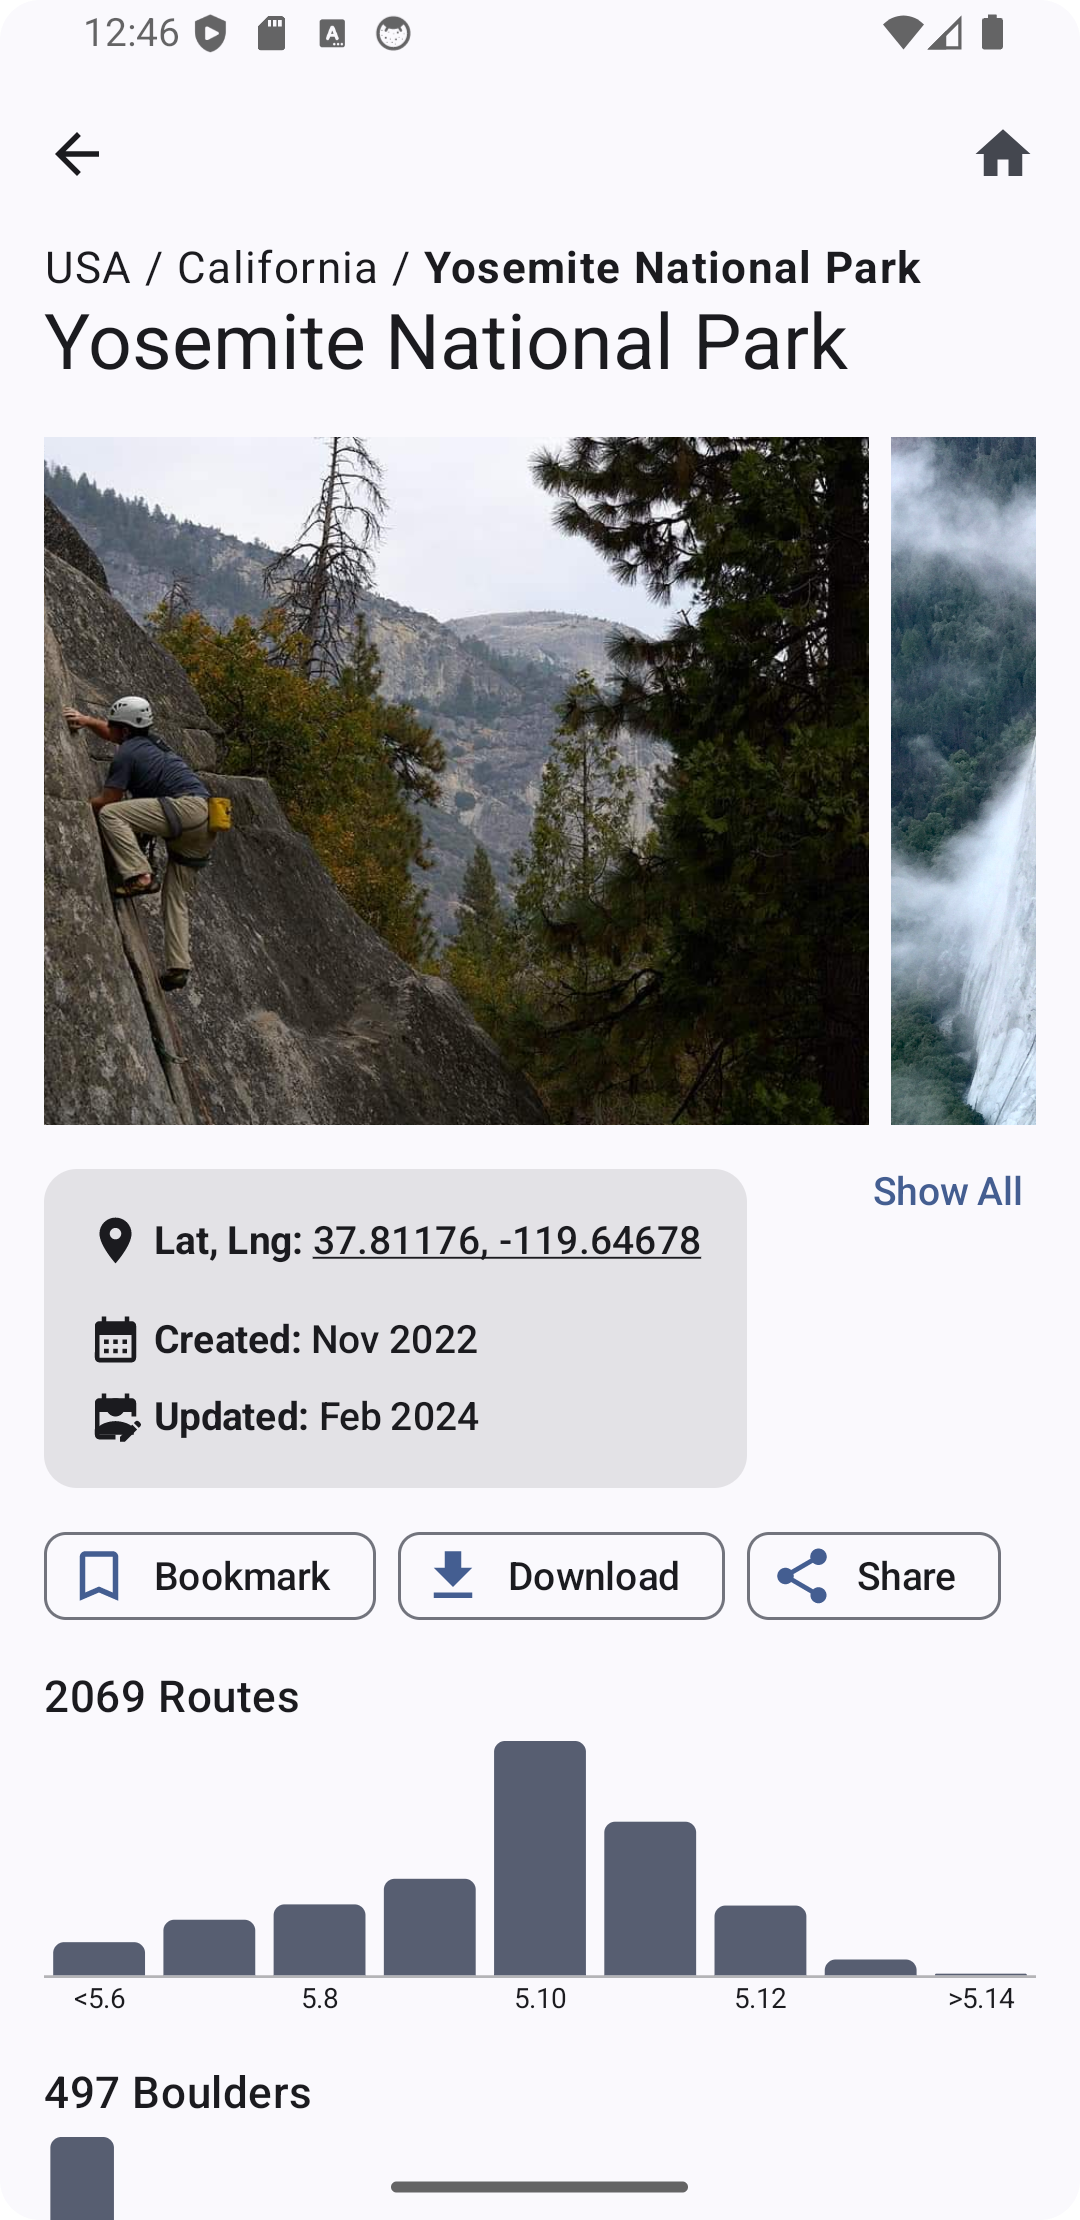 12:46
USA / California / Yosemite National Park
Yosemite National Park
Show All
Lat, Lng: 37.81176, -119.64678
Created: Nov 2022
Updated: Feb 2024
Bookmark
Download
Share
2069 Routes
<5.6 5.8 5.10 5.12 >5.14
497 Boulders